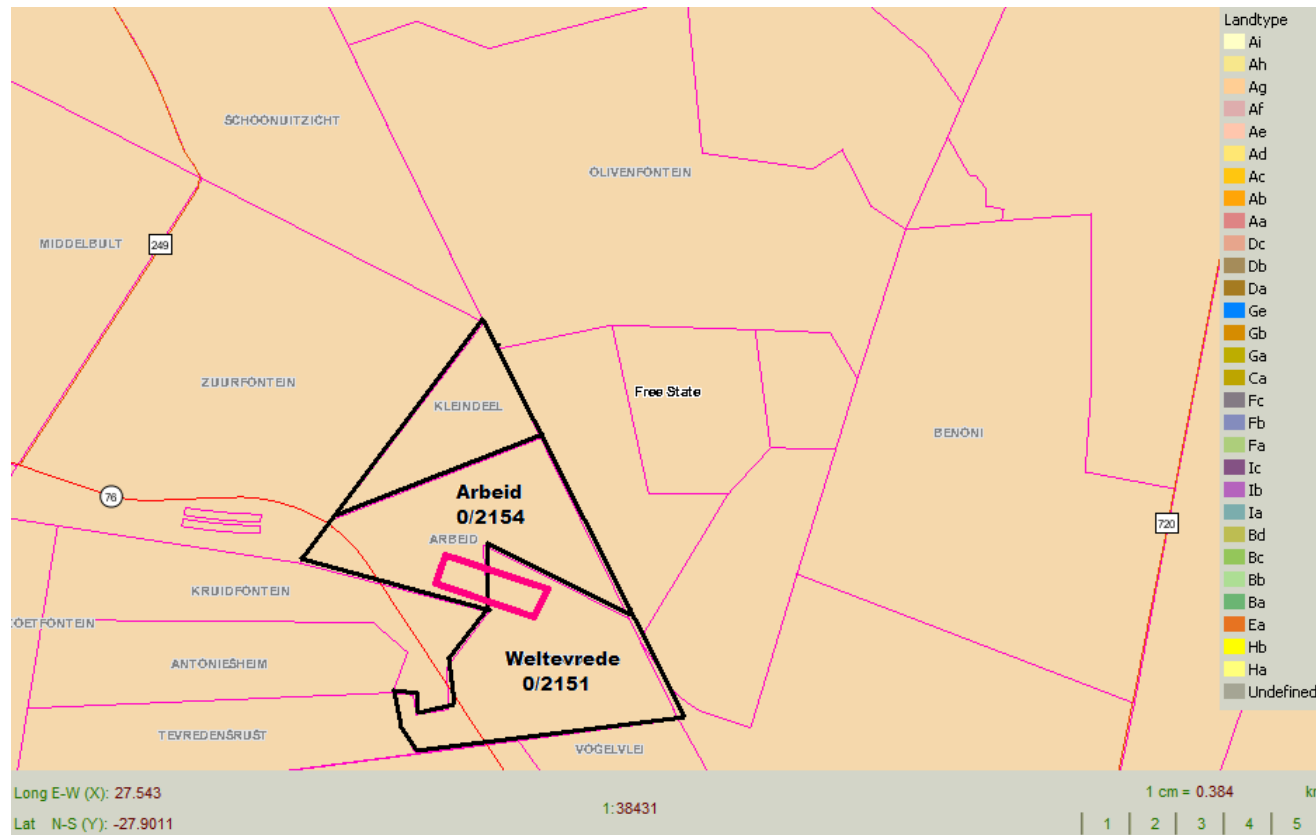 Landtype
Ai
Ah
Ag
Af
Ae
Ad
Ac
Ab
Aa
Dc
Db
Da
Ge
Gb
Ga
Ca
Fc
Fb
Fa
Ic
Ib
Ia
Bd
Bc
Bb
Ba
Ea
Hb
Ha
Undefined
SCHOONUITZICHT
OLIVENFONTEIN
MIDDELBULT
249
ZUURFONTEIN
KLEINDEEL
Free State
BENONI
76
Arbeid
0/2154
ARBEID
720
KRUIDFONTEIN
OETFONTEIN
ANTONIESHEIM
Weltevrede
0/2151
TEVREDENSRUST
VOGELVLEI
Long E-W (X): 27.543
1:38431
1 cm = 0.384
Lat N-S (Y): -27.9011
1 2 3 4 5